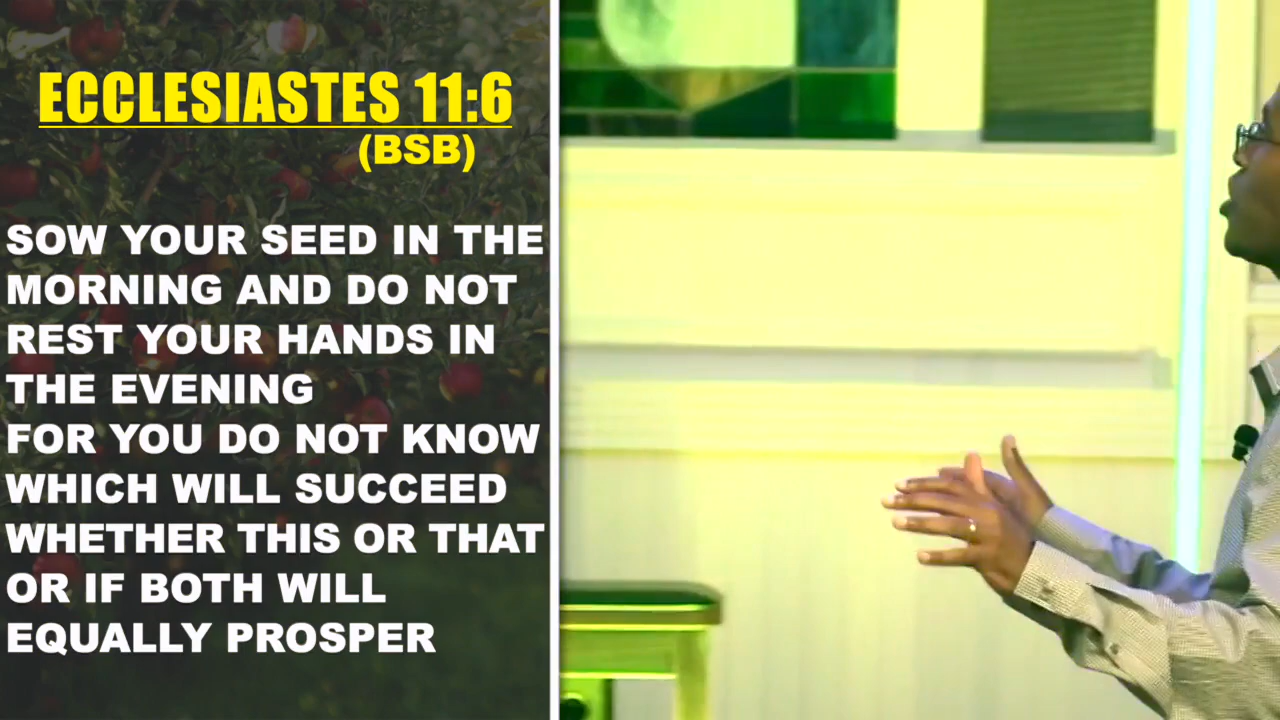 ECCLESIASTES 11:6
(BSB)
SOW YOUR SEED IN THE
MORNING AND DO NOT
REST YOUR HANDS IN
THE EVENING
FOR YOU DO NOT KNOW
WHICH WILL SUCCEED
WHETHER THIS OR THAT
OR IF BOTH WILL
EQUALLY PROSPER